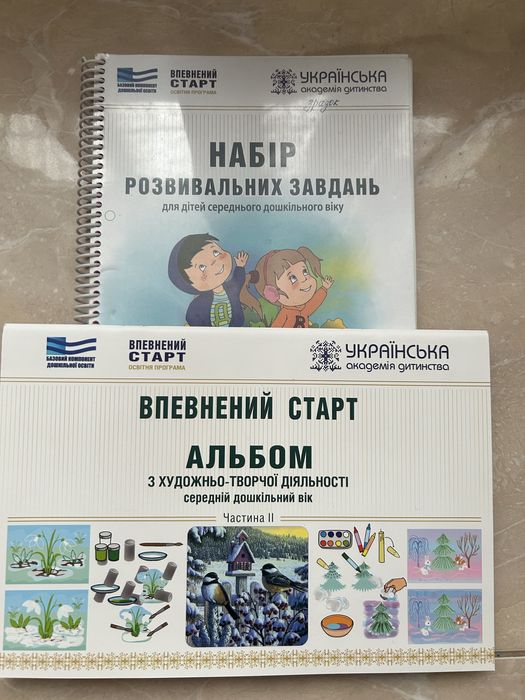 БАЗОВИЙ КОМПОНЕНТ
ДОШКІЛЬНОЇ ОСВІТИ
ВПЕВНЕНИЙ
СТАРТ
ОСВІТНЯ ПРОГРАМА
УКРАЇНСЬКА
академія дитинства
зразок
НАБІР
РОЗВИВАЛЬНИХ ЗАВДАНЬ
для дітей середнього дошкільного віку
БАЗОВИЙ КОМПОНЕНТ
ДОШКІЛЬНОЇ ОСВІТИ
ВПЕВНЕНИЙ
СТАРТ
ОСВІТНЯ ПРОГРАМА
УКРАЇНСЬКА
академія дитинства
ВПЕВНЕНИЙ СТАРТ
АЛЬБОМ
З ХУДОЖНЬО-ТВОРЧОЇ ДІЯЛЬНОСТІ
середній дошкільний вік
Частина II